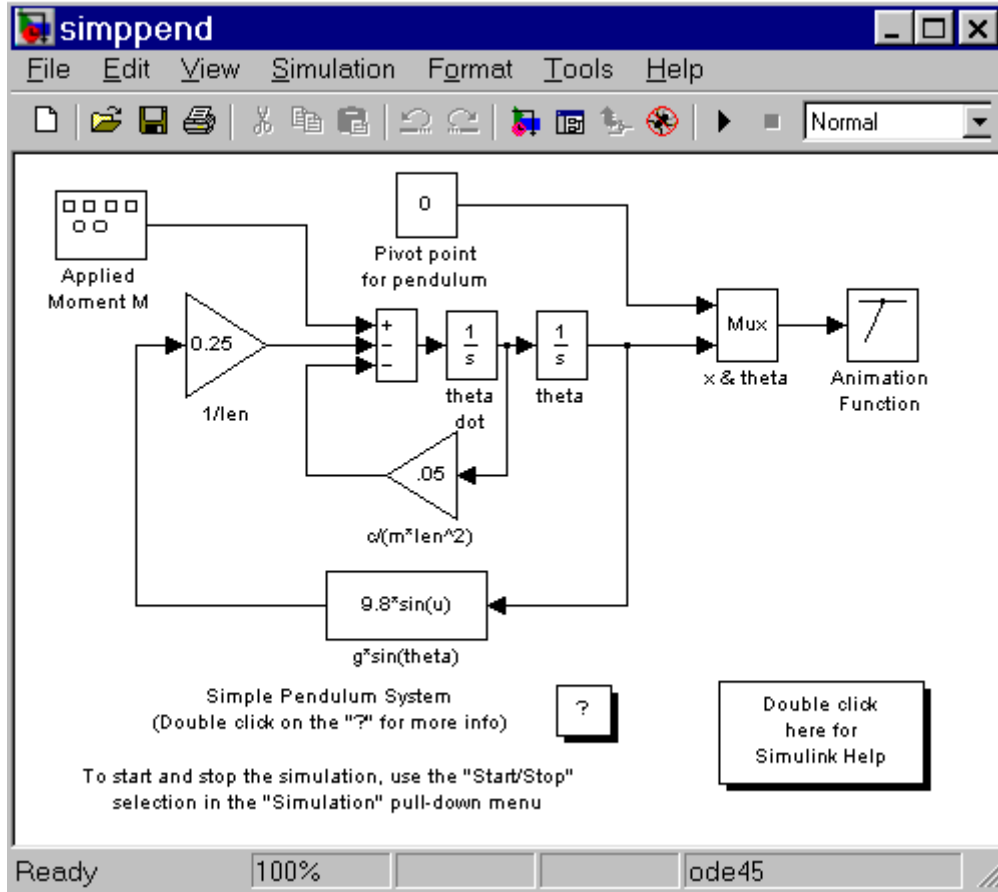 simppend
File Edit View Simulation Format Tools Help
Normal
0
Pivot point
for pendulum
Applied
Moment M
0.25
1/len
+
−
−
1
s
theta
dot
1
s
theta
Mux
x & theta
Animation
Function
.05
c/(m*len^2)
9.8*sin(u)
g*sin(theta)
Simple Pendulum System
(Double click on the "?" for more info)
?
Double click
here for
Simulink Help
To start and stop the simulation, use the "Start/Stop"
selection in the "Simulation" pull-down menu
Ready 100% ode45